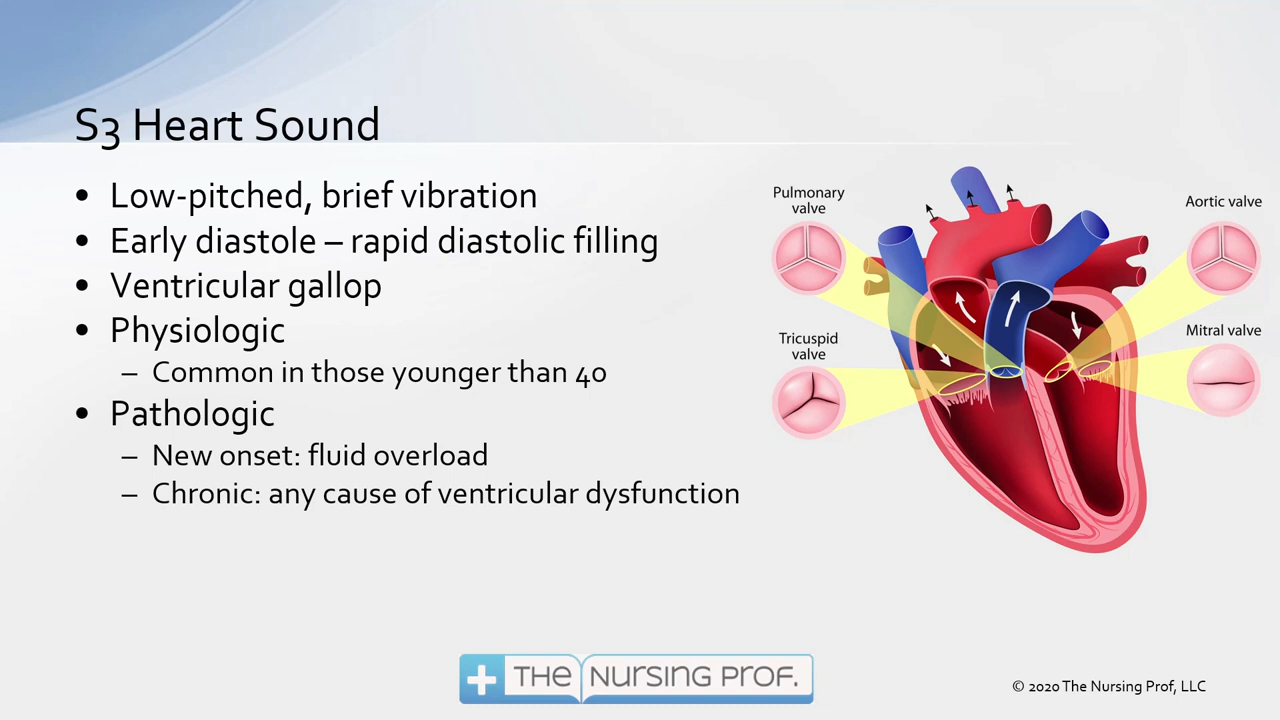 S3 Heart Sound
• Low-pitched, brief vibration
• Early diastole – rapid diastolic filling
• Ventricular gallop
• Physiologic
– Common in those younger than 40
• Pathologic
– New onset: fluid overload
– Chronic: any cause of ventricular dysfunction
Pulmonary
valve
Tricuspid
valve
Aortic valve
Mitral valve
THE NURSING PROF.
© 2020 The Nursing Prof, LLC